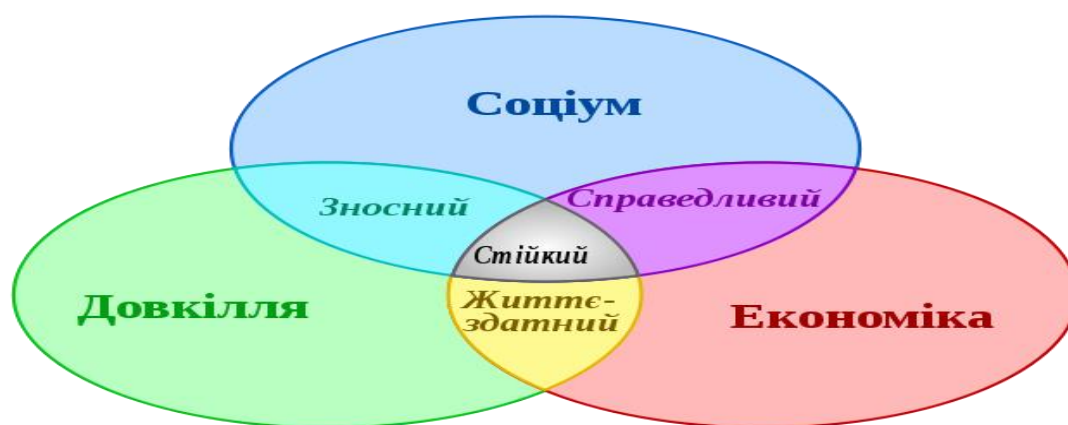 Соціум
Зносний
Справедливий
Стійкий
Довкілля
Життє-
здатний
Економіка